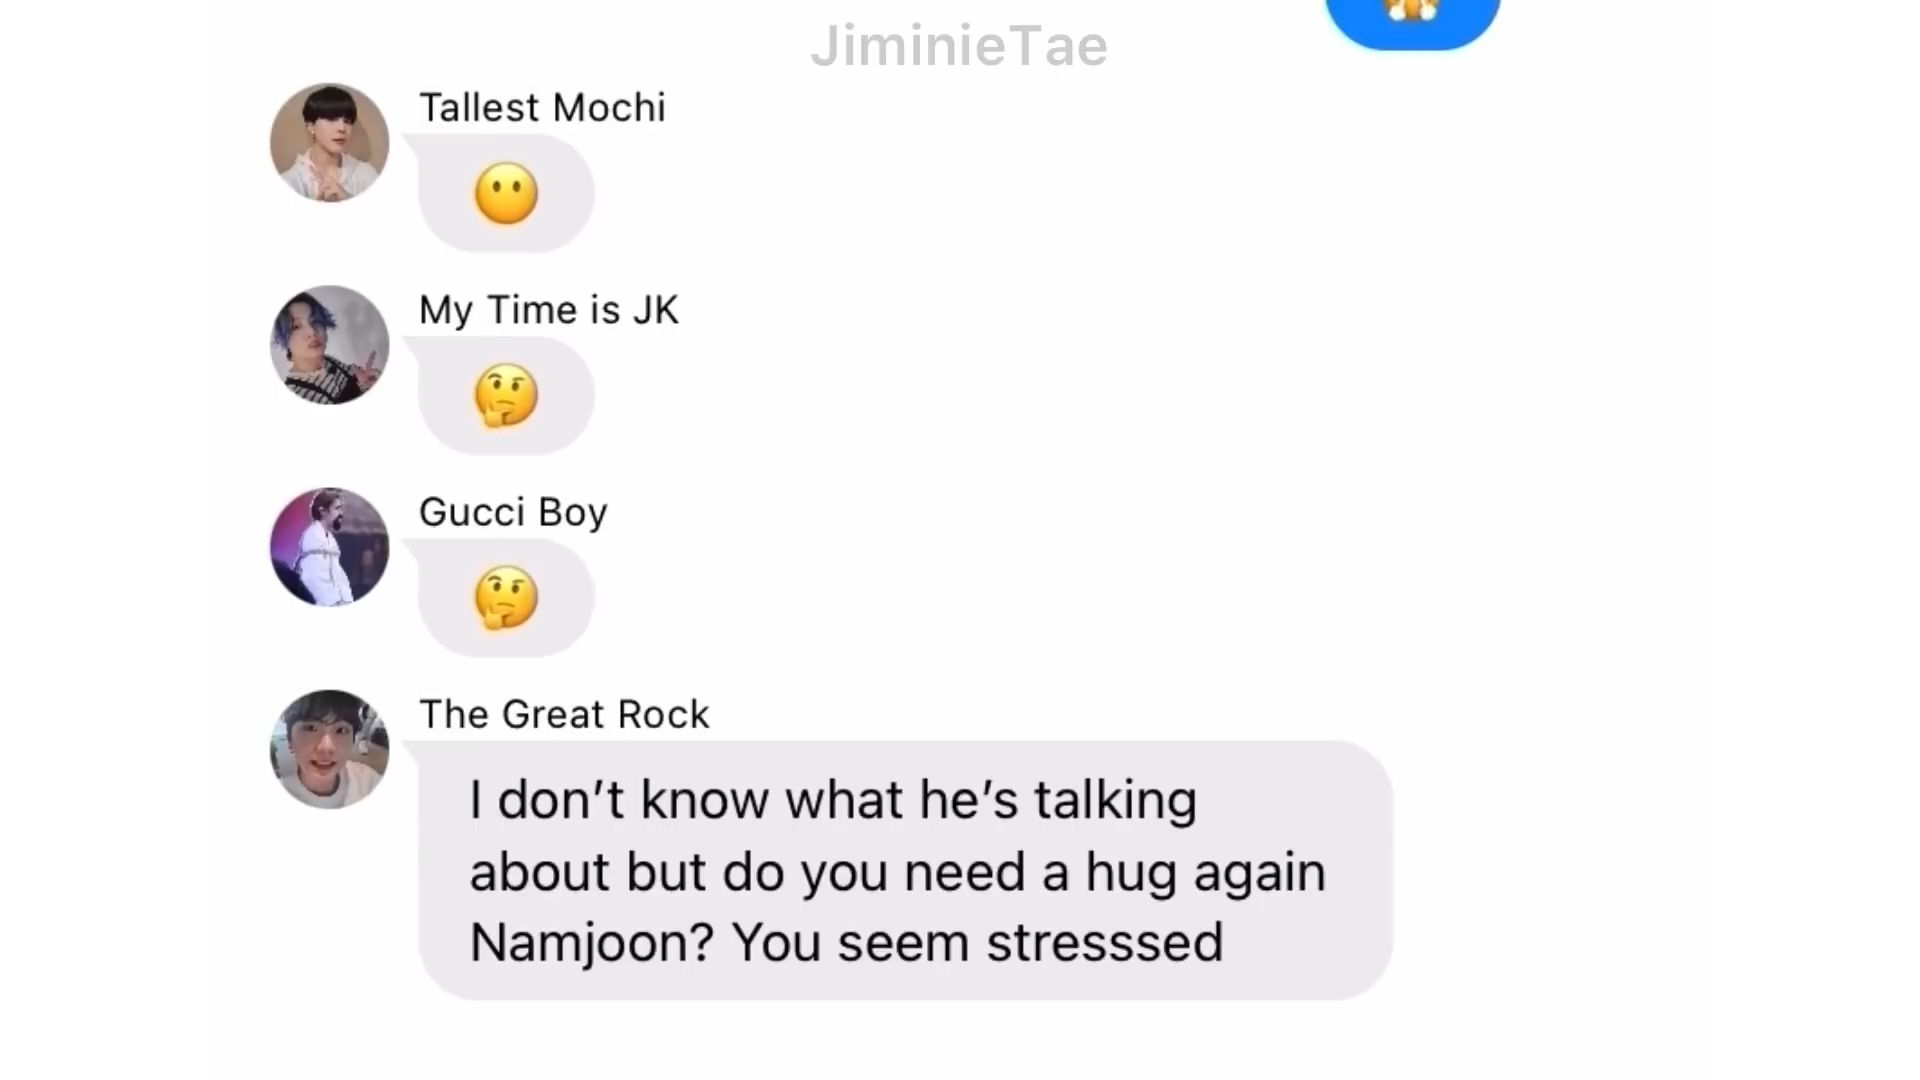 JiminieTae
Tallest Mochi
😶
My Time is JK
🤔
Gucci Boy
🤔
The Great Rock
I don’t know what he’s talking
about but do you need a hug again
Namjoon? You seem stresssed